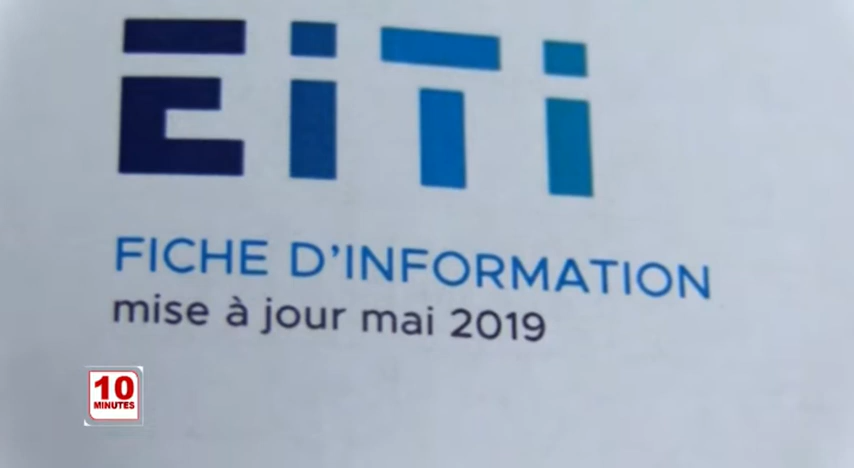 EiTi
FICHE D'INFORMATION
mise à jour mai 2019
10
MINUTES